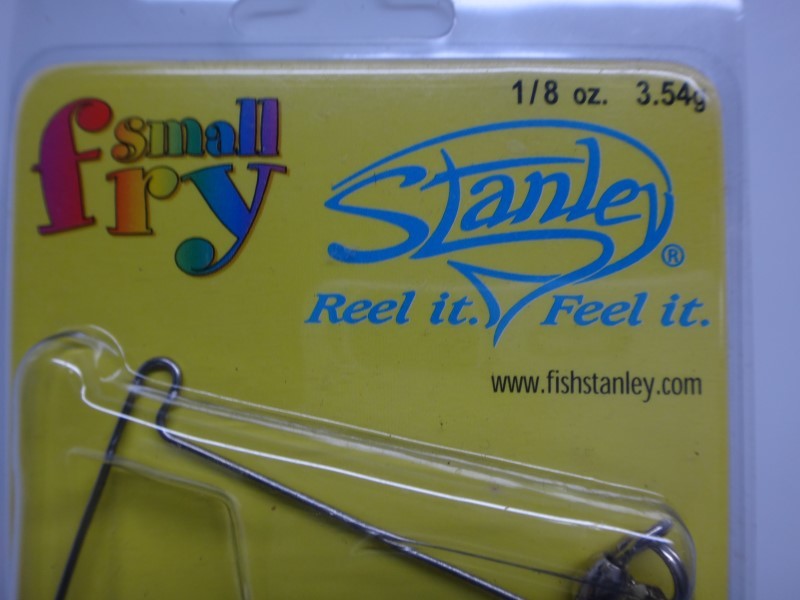 1/8 oz. 3.54g
small
fry
Stanley®
Reel it. Feel it.
www.fishstanley.com